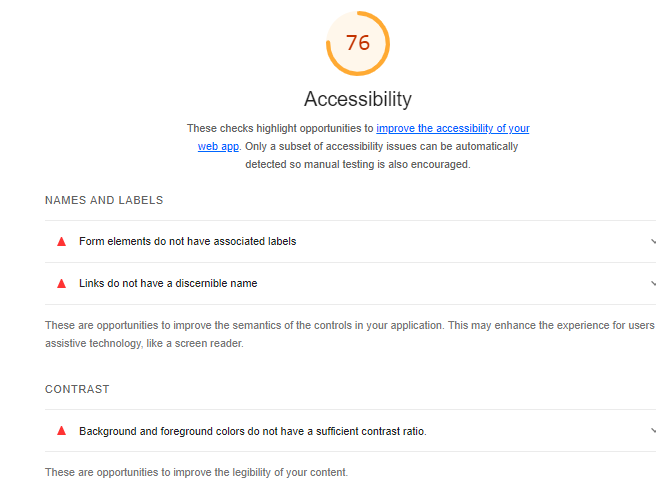 76
Accessibility
These checks highlight opportunities to improve the accessibility of your
web app. Only a subset of accessibility issues can be automatically
detected so manual testing is also encouraged.
NAMES AND LABELS
Form elements do not have associated labels
Links do not have a discernible name
These are opportunities to improve the semantics of the controls in your application. This may enhance the experience for users
assistive technology, like a screen reader.
CONTRAST
Background and foreground colors do not have a sufficient contrast ratio.
These are opportunities to improve the legibility of your content.